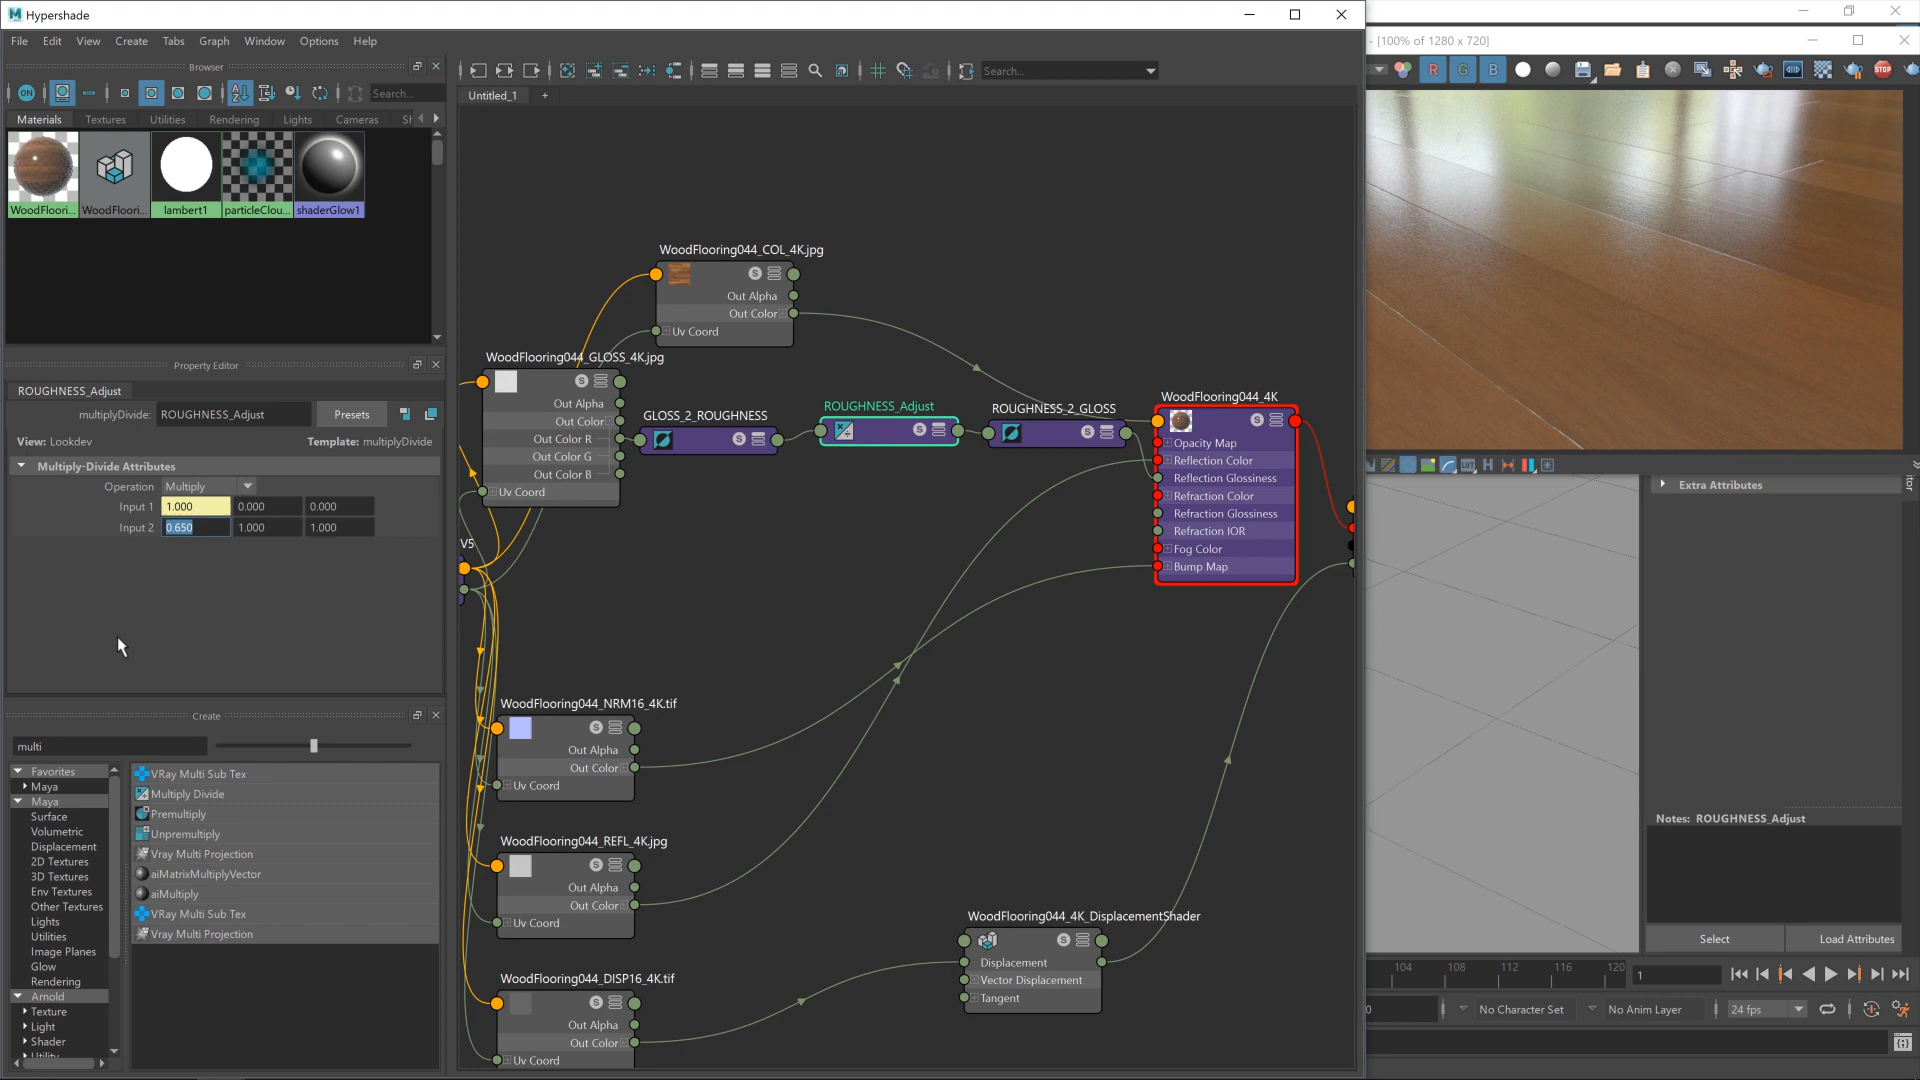 Hypershade
- [100% of 1280 x 720]
File Edit View Create Tabs Graph Window Options Help
Browser
ON
Search...
Search...
R G B
STOP
Materials Textures Utilities Rendering Lights Cameras Sh
Untitled_1 +
WoodFloori... WoodFloori... lambert1 particleClou... shaderGlow1
WoodFlooring044_COL_4K.jpg
Out Alpha
Out Color
Uv Coord
Property Editor
ROUGHNESS_Adjust
multiplyDivide: ROUGHNESS_Adjust Presets
View: Lookdev Template: multiplyDivide
Multiply-Divide Attributes
Operation Multiply
Input 1 1.000 0.000 0.000
Input 2 0.650 1.000 1.000
WoodFlooring044_GLOSS_4K.jpg
Out Alpha
Out Color
Out Color R
Out Color G
Out Color B
Uv Coord
GLOSS_2_ROUGHNESS
ROUGHNESS_Adjust
ROUGHNESS_2_GLOSS
WoodFlooring044_4K
Opacity Map
Reflection Color
Reflection Glossiness
Refraction Color
Refraction Glossiness
Refraction IOR
Fog Color
Bump Map
V5
WoodFlooring044_NRM16_4K.tif
Out Alpha
Out Color
Uv Coord
WoodFlooring044_REFL_4K.jpg
Out Alpha
Out Color
Uv Coord
WoodFlooring044_DISP16_4K.tif
Out Alpha
Out Color
Uv Coord
WoodFlooring044_4K_DisplacementShader
Displacement
Vector Displacement
Tangent
Create
multi
Favorites
Maya
Maya
Surface
Volumetric
Displacement
2D Textures
3D Textures
Env Textures
Other Textures
Lights
Utilities
Image Planes
Glow
Rendering
Arnold
Texture
Light
Shader
Utility
VRay Multi Sub Tex
Multiply Divide
Premultiply
Unpremultiply
Vray Multi Projection
aiMatrixMultiplyVector
aiMultiply
VRay Multi Sub Tex
Vray Multi Projection
Extra Attributes
itor
Notes: ROUGHNESS_Adjust
Select Load Attributes
104 108 112 116 120 1
0 No Character Set No Anim Layer 24 fps